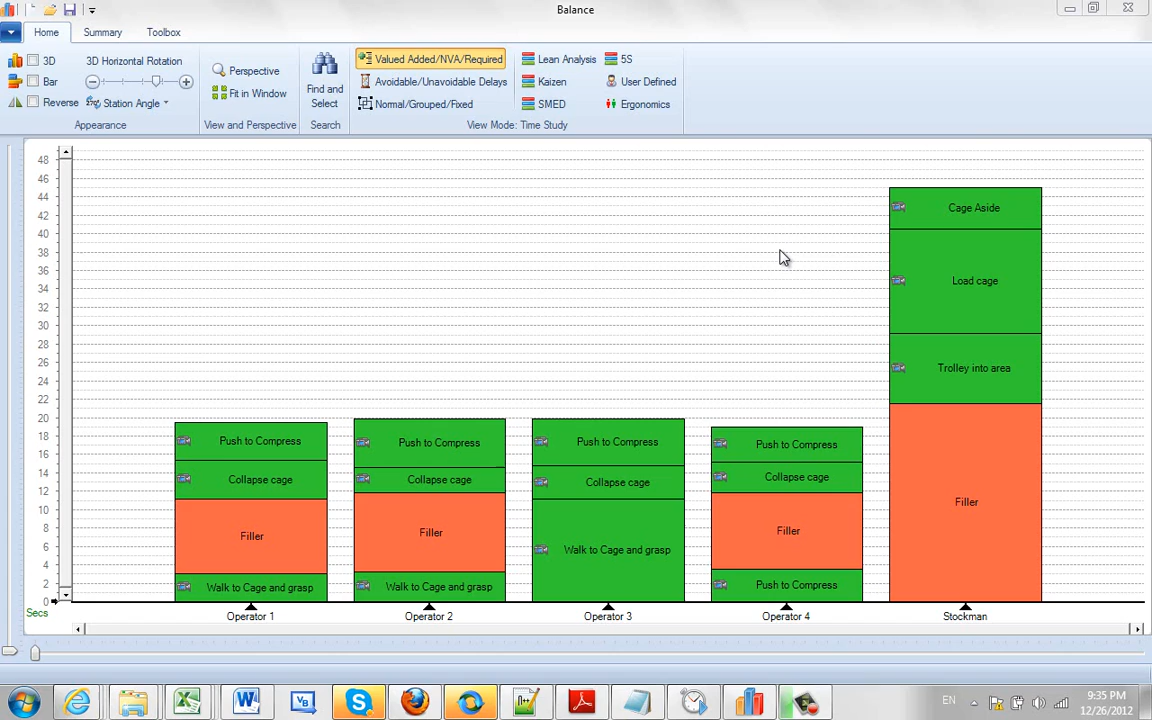 Balance
Home Summary Toolbox
3D
Bar
Reverse
3D Horizontal Rotation
Station Angle
Appearance
Perspective
Fit in Window
View and Perspective
Find and
Select
Search
Valued Added/NVA/Required
Avoidable/Unavoidable Delays
Normal/Grouped/Fixed
Lean Analysis
Kaizen
SMED
5S
User Defined
Ergonomics
View Mode: Time Study
48
46
44
42
40
38
36
34
32
30
28
26
24
22
20
18
16
14
12
10
8
6
4
2
0
Secs
Push to Compress
Collapse cage
Filler
Walk to Cage and grasp
Operator 1
Push to Compress
Collapse cage
Filler
Walk to Cage and grasp
Operator 2
Push to Compress
Collapse cage
Walk to Cage and grasp
Operator 3
Push to Compress
Collapse cage
Filler
Push to Compress
Operator 4
Cage Aside
Load cage
Trolley into area
Filler
Stockman
EN
9:35 PM
12/26/2012